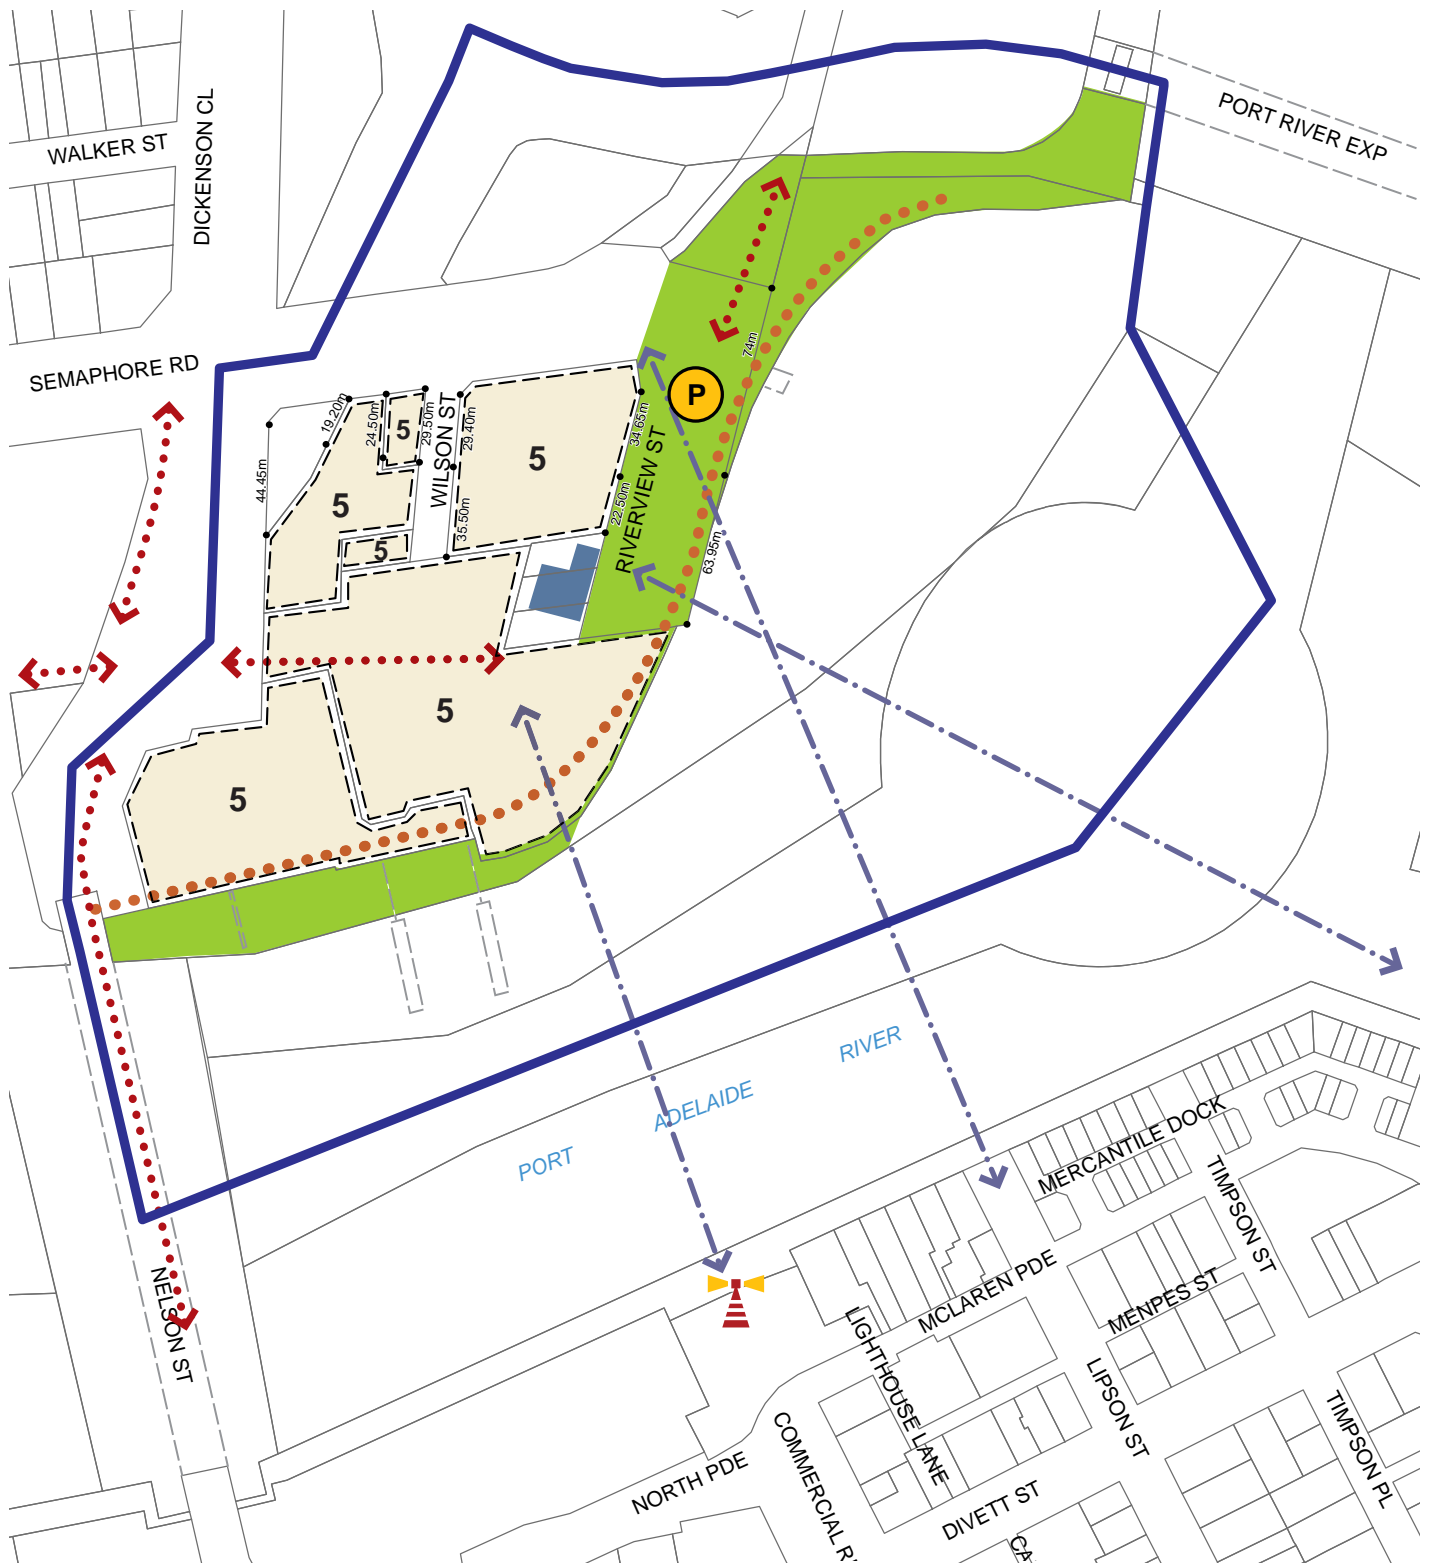 PORT RIVER EXP
WALKER ST
DICKENSON CL
SEMAPHORE RD
74m
P
19.20m
24.50m
5
29.50m
WILSON ST
29.40m
34.65m
5
44.45m
5
35.50m
22.50m
RIVERVIEW ST
5
63.95m
5
5
PORT
ADELAIDE
RIVER
MERCANTILE DOCK
TIMPSON ST
NELSON ST
MCLAREN PDE
MENPES ST
LIGHTHOUSE LANE
LIPSON ST
TIMPSON PL
COMMERCIAL R
NORTH PDE
DIVETT ST
CA